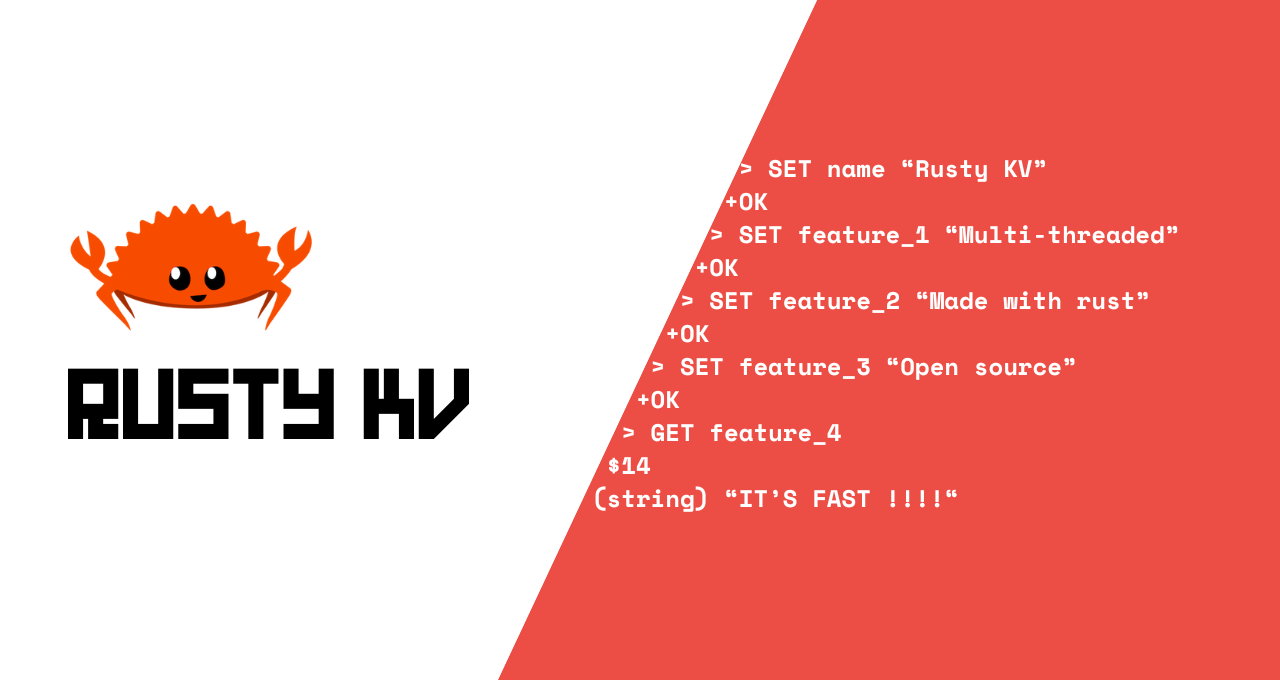 RUSTY KV
> SET name “Rusty KV”
+OK
> SET feature_1 “Multi-threaded”
+OK
> SET feature_2 “Made with rust”
+OK
> SET feature_3 “Open source”
+OK
> GET feature_4
$14
(string) “IT’S FAST !!!!“